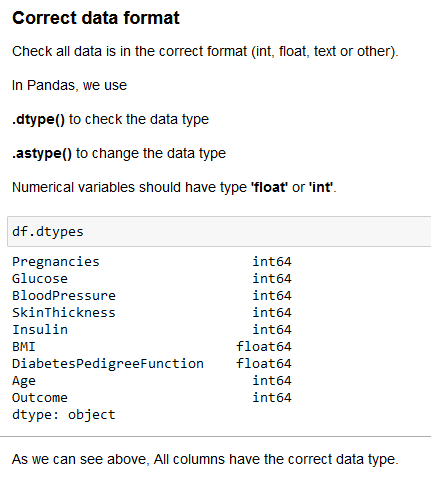 Correct data format
Check all data is in the correct format (int, float, text or other).
In Pandas, we use
.dtype() to check the data type
.astype() to change the data type
Numerical variables should have type 'float' or 'int'.
df.dtypes
Pregnancies int64
Glucose int64
BloodPressure int64
SkinThickness int64
Insulin int64
BMI float64
DiabetesPedigreeFunction float64
Age int64
Outcome int64
dtype: object
As we can see above, All columns have the correct data type.